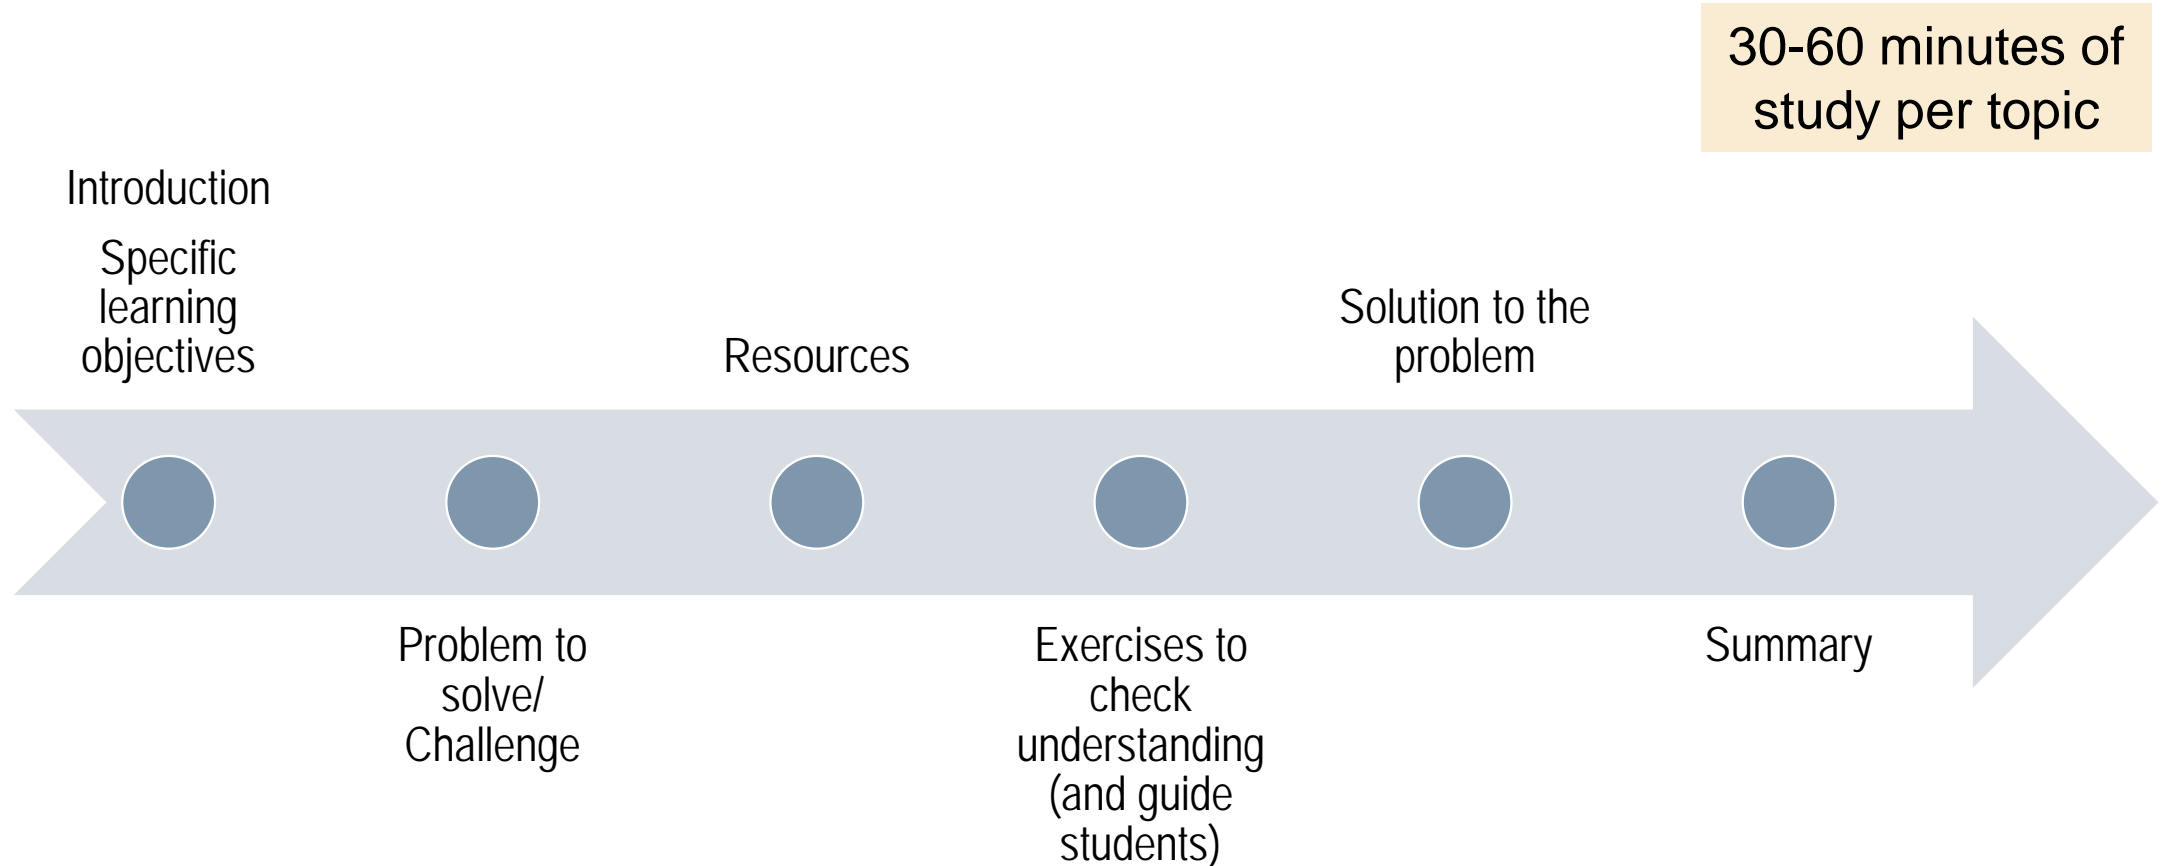 30-60 minutes of
study per topic
Introduction
Specific
learning
objectives
Problem to
solve/
Challenge
Resources
Exercises to
check
understanding
(and guide
students)
Solution to the
problem
Summary